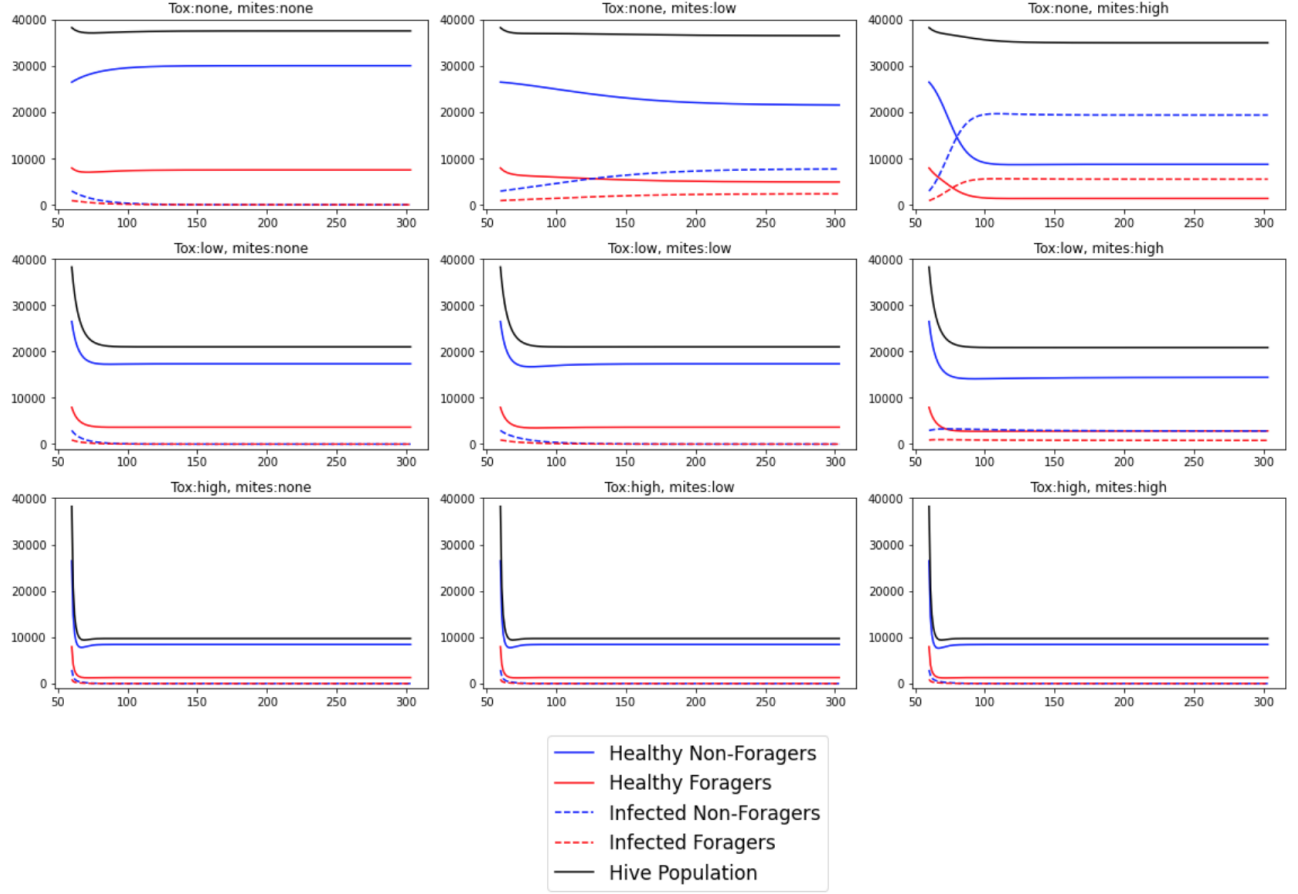 Tox:none, mites:none
Tox:none, mites:low
Tox:none, mites:high
40000
30000
20000
10000
0
50 100 150 200 250 300
40000
30000
20000
10000
0
50 100 150 200 250 300
40000
30000
20000
10000
0
50 100 150 200 250 300
Tox:low, mites:none
Tox:low, mites:low
Tox:low, mites:high
40000
30000
20000
10000
0
50 100 150 200 250 300
40000
30000
20000
10000
0
50 100 150 200 250 300
40000
30000
20000
10000
0
50 100 150 200 250 300
Tox:high, mites:none
Tox:high, mites:low
Tox:high, mites:high
40000
30000
20000
10000
0
50 100 150 200 250 300
40000
30000
20000
10000
0
50 100 150 200 250 300
40000
30000
20000
10000
0
50 100 150 200 250 300
Healthy Non-Foragers
Healthy Foragers
Infected Non-Foragers
Infected Foragers
Hive Population